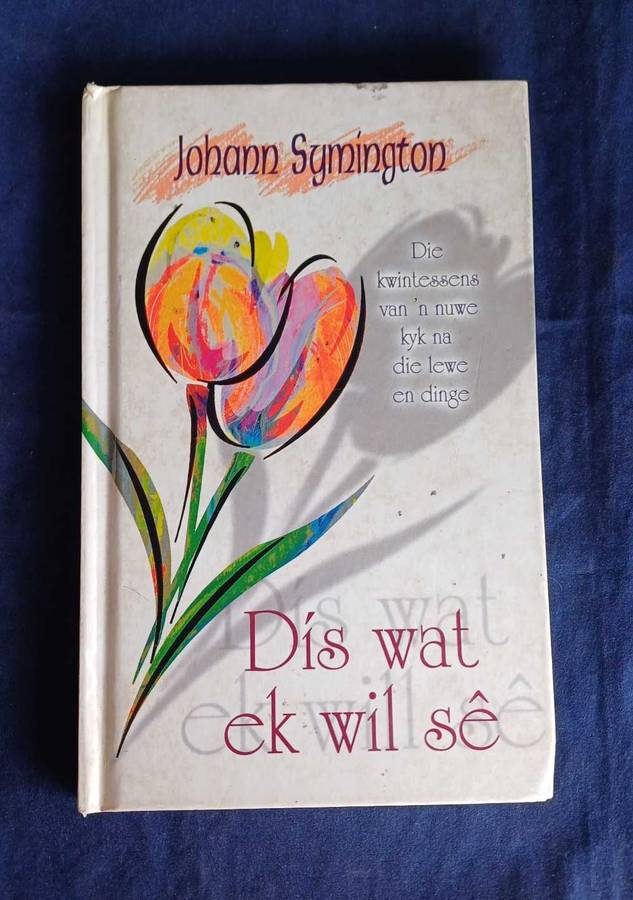 Johann Symington
Die
kwintessens
van 'n nuwe
kyk na
die lewe
en dinge
Dís wat
ek wil sê